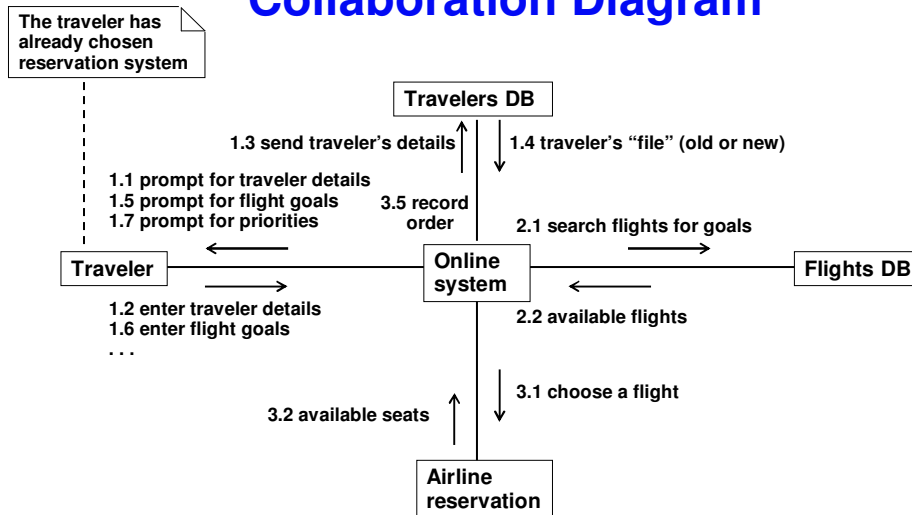 Collaboration Diagram
The traveler has
already chosen
reservation system
Travelers DB
1.3 send traveler’s details
1.4 traveler’s “file” (old or new)
1.1 prompt for traveler details
1.5 prompt for flight goals
1.7 prompt for priorities
3.5 record
order
2.1 search flights for goals
Traveler
Online
system
Flights DB
1.2 enter traveler details
1.6 enter flight goals
. . .
2.2 available flights
3.1 choose a flight
3.2 available seats
Airline
reservation